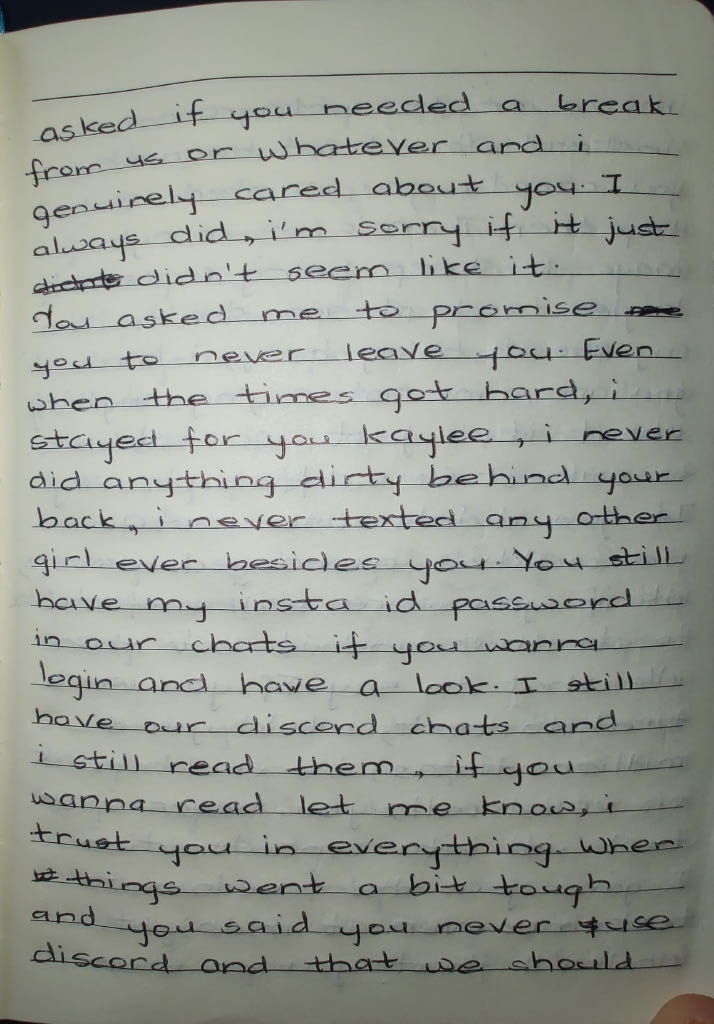 asked if you needed a break
from us or whatever and i
genuinely cared about you. I
always did, i'm sorry if it just
didn't seem like it.
You asked me to promise
you to never leave you. Even
when the times got hard, i
stayed for you kaylee, i never
did anything dirty behind your
back, i never texted any other
girl ever besides you. You still
have my insta id password
in our chats if you wanna
login and have a look. I still
have our discord chats and
i still read them, if you
wanna read let me know, i
trust you in everything. When
things went a bit tough
and you said you never use
discord and that we should